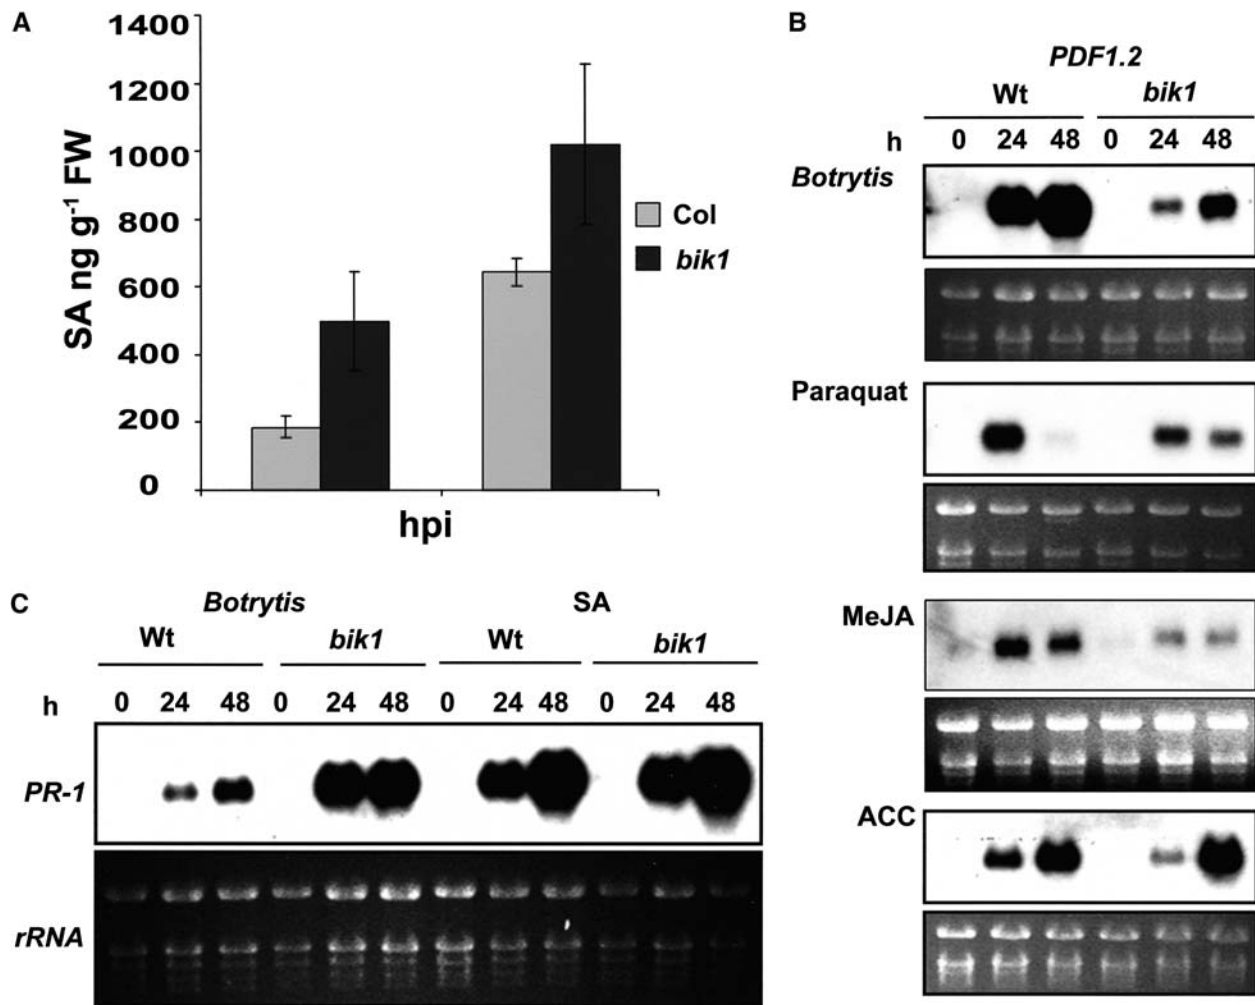 A
1400
1200
1000
800
600
400
200
0
SA ng g-1 FW
Col
bik1
hpi
B
PDF1.2
Wt bik1
h 0 24 48 0 24 48
Botrytis
Paraquat
MeJA
ACC
C
Botrytis SA
Wt bik1 Wt bik1
h 0 24 48 0 24 48 0 24 48 0 24 48
PR-1
rRNA